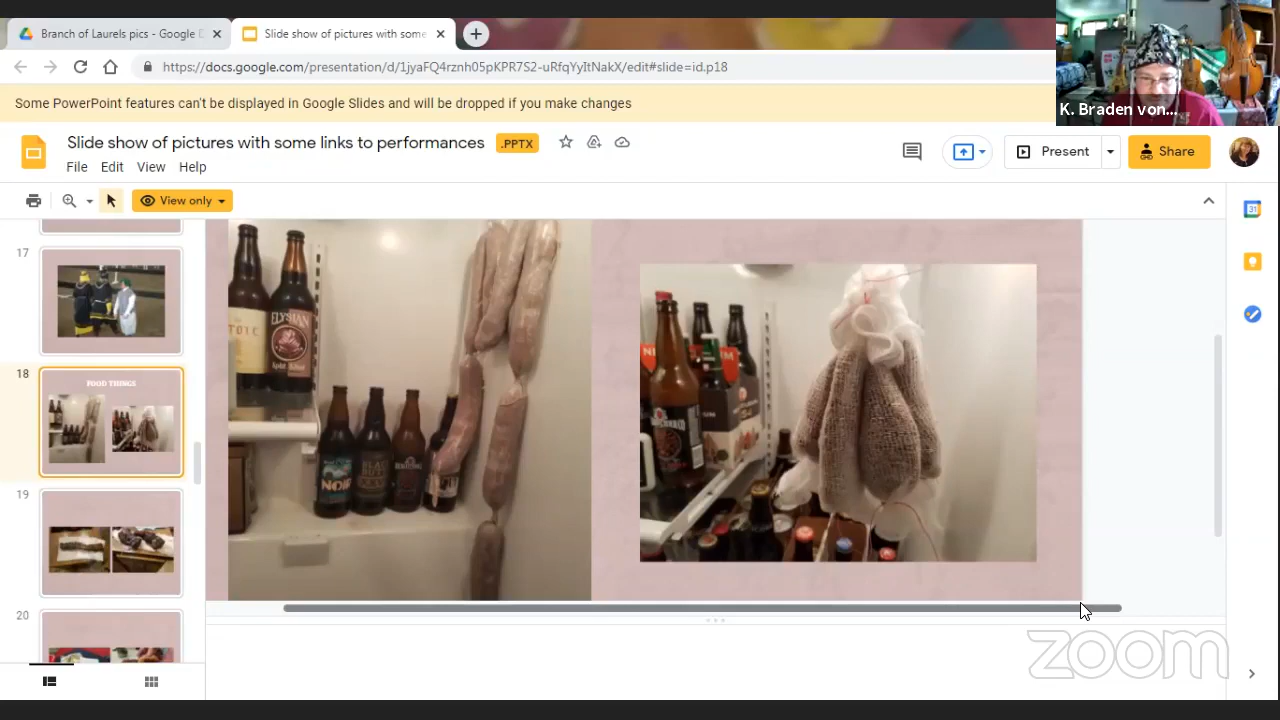 Branch of Laurels pics - Google D
Slide show of pictures with some
https://docs.google.com/presentation/d/1jyaFQ4rznh05pKPR7S2-uRfqYyItNakX/edit#slide=id.p18
Some PowerPoint features can't be displayed in Google Slides and will be dropped if you make changes
K. Braden von...
Slide show of pictures with some links to performances .PPTX
Present
Share
File Edit View Help
View only
17
18
FOOD THINGS
19
20
ELYSIAN
NOIR
zoom
31